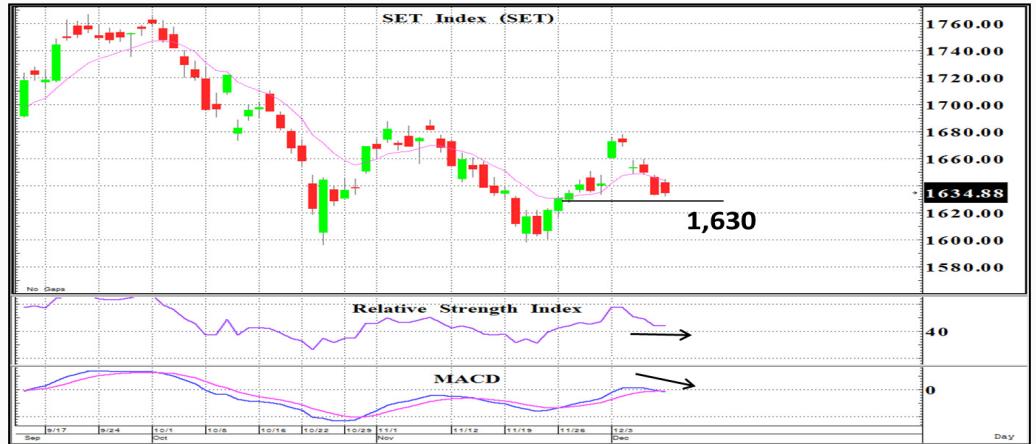 SET Index (SET)
1760.00
1740.00
1720.00
1700.00
1680.00
1660.00
1634.88
1620.00
1600.00
1580.00
1,630
No Gaps
Relative Strength Index
40
MACD
0
9/17 9/24 10/1 10/8 10/16 10/22 10/29 11/1 11/12 11/19 11/26 12/3
Sep Oct Nov Dec Day